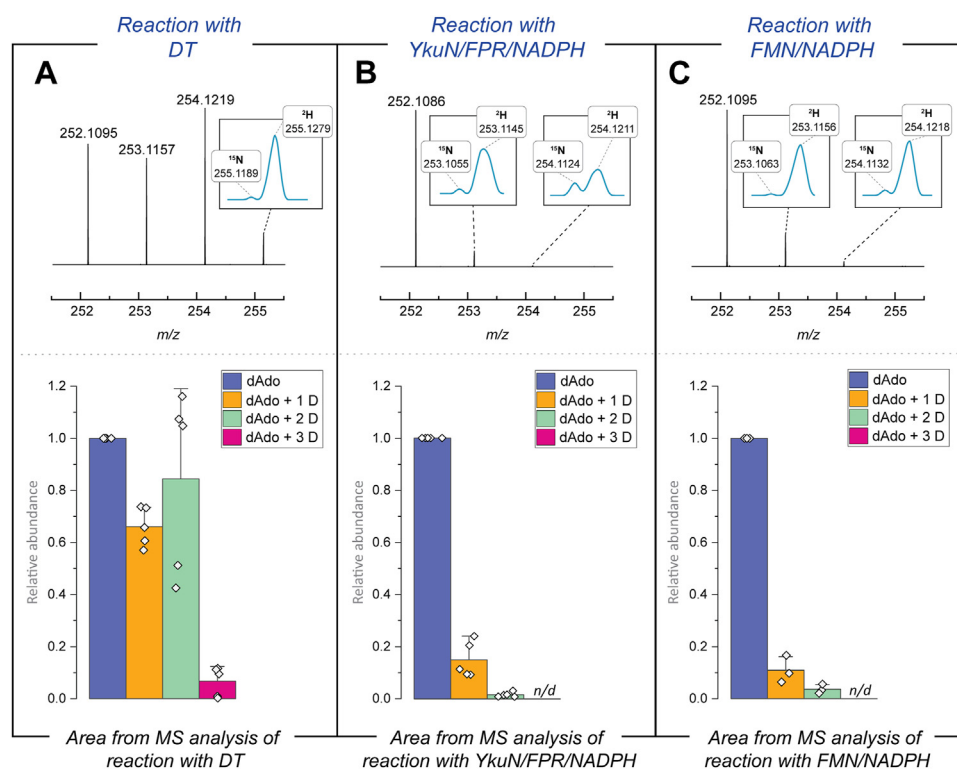 Reaction with
DT
Reaction with
YkuN/FPR/NADPH
Reaction with
FMN/NADPH
A
252.1095
253.1157
254.1219
²H
255.1279
¹⁵N
255.1189
252 253 254 255
m/z
B
252.1086
²H
253.1145
¹⁵N
253.1055
²H
254.1211
¹⁵N
254.1124
252 253 254 255
m/z
C
252.1095
²H
253.1156
¹⁵N
253.1063
²H
254.1218
¹⁵N
254.1132
252 253 254 255
m/z
Relative abundance
1.2
1.0
0.8
0.6
0.4
0.2
0.0
dAdo
dAdo + 1 D
dAdo + 2 D
dAdo + 3 D
Area from MS analysis of
reaction with DT
Relative abundance
1.2
1.0
0.8
0.6
0.4
0.2
0.0
dAdo
dAdo + 1 D
dAdo + 2 D
dAdo + 3 D
n/d
Area from MS analysis of
reaction with YkuN/FPR/NADPH
Relative abundance
1.2
1.0
0.8
0.6
0.4
0.2
0.0
dAdo
dAdo + 1 D
dAdo + 2 D
dAdo + 3 D
n/d
Area from MS analysis of
reaction with FMN/NADPH